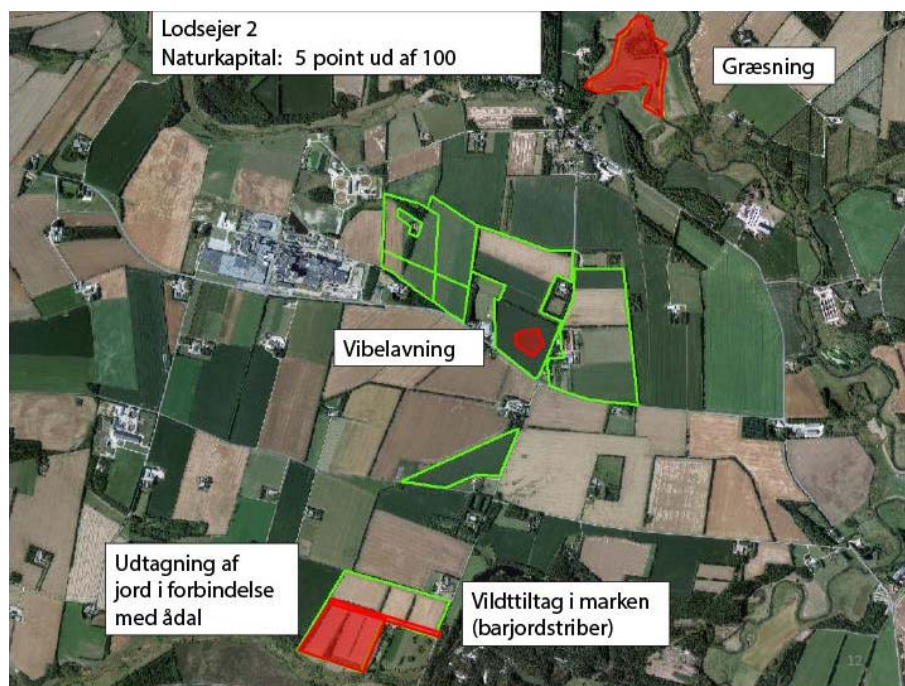 Lodsejer 2
Naturkapital: 5 point ud af 100
Græsning
Vibelavning
Udtagning af
jord i forbindelse
med ådal
Vildttiltag i marken
(barjordstriber)
12